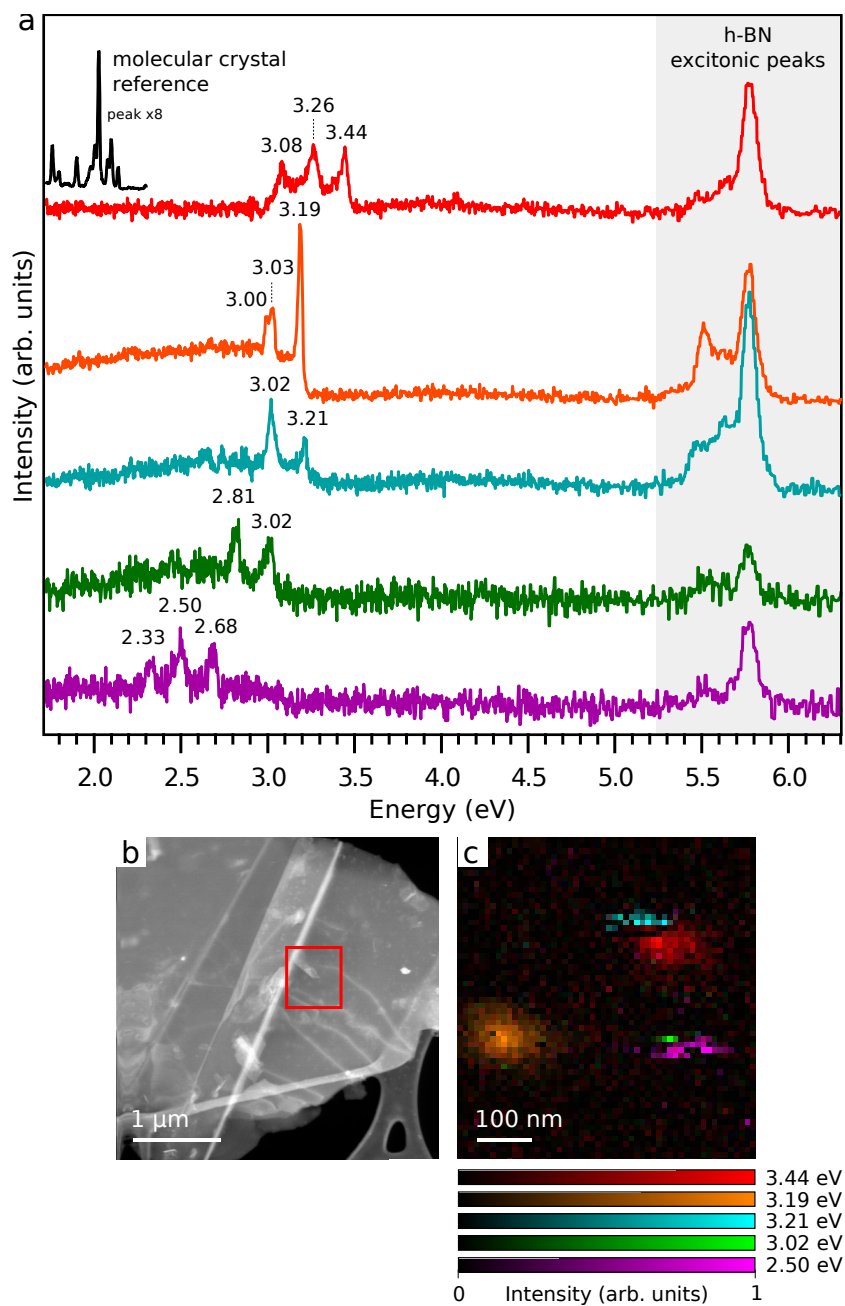 a
molecular crystal
reference
peak x8
h-BN
excitonic peaks
3.08
3.26
3.44
3.19
3.03
3.00
3.02
3.21
2.81
3.02
2.50
2.33
2.68
Intensity (arb. units)
2.0 2.5 3.0 3.5 4.0 4.5 5.0 5.5 6.0
Energy (eV)
b
1 μm
c
100 nm
3.44 eV
3.19 eV
3.21 eV
3.02 eV
2.50 eV
0 Intensity (arb. units) 1